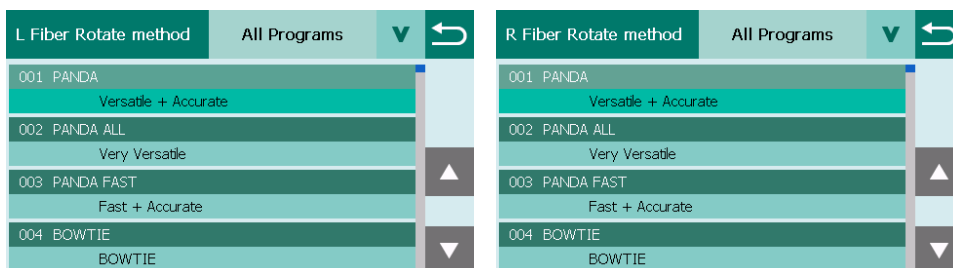 L Fiber Rotate method All Programs V
001 PANDA
Versatile + Accurate
002 PANDA ALL
Very Versatile
003 PANDA FAST
Fast + Accurate
004 BOWTIE
BOWTIE
R Fiber Rotate method All Programs V
001 PANDA
Versatile + Accurate
002 PANDA ALL
Very Versatile
003 PANDA FAST
Fast + Accurate
004 BOWTIE
BOWTIE